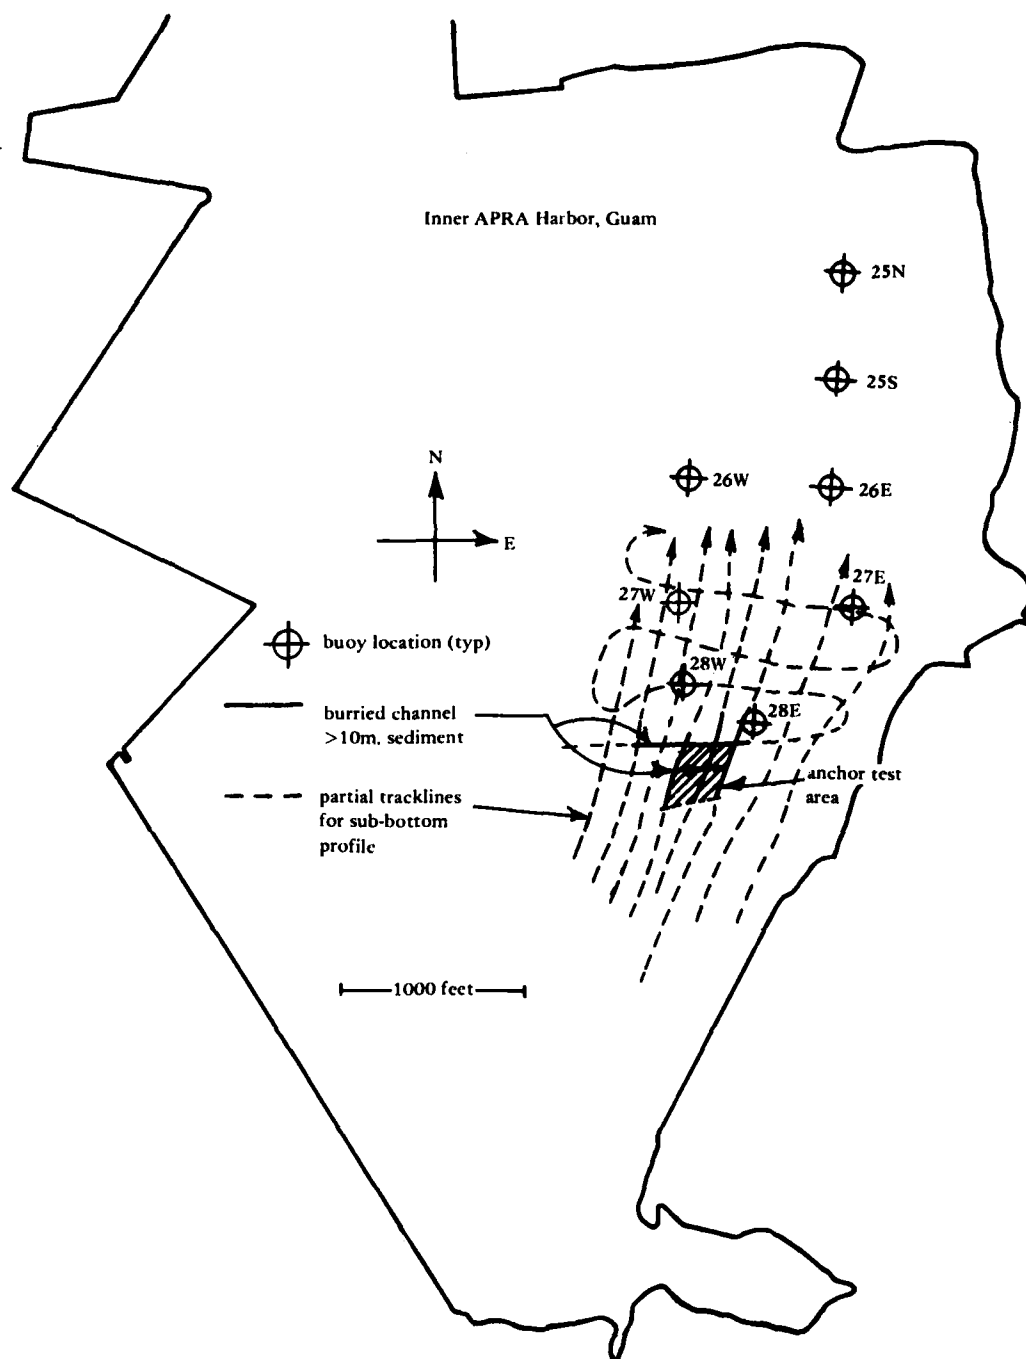 Inner APRA Harbor, Guam
25N
25S
N
26W
26E
E
27E
27W
buoy location (typ)
28W
28E
burried channel
>10m. sediment
anchor test
area
partial tracklines
for sub-bottom
profile
1000 feet